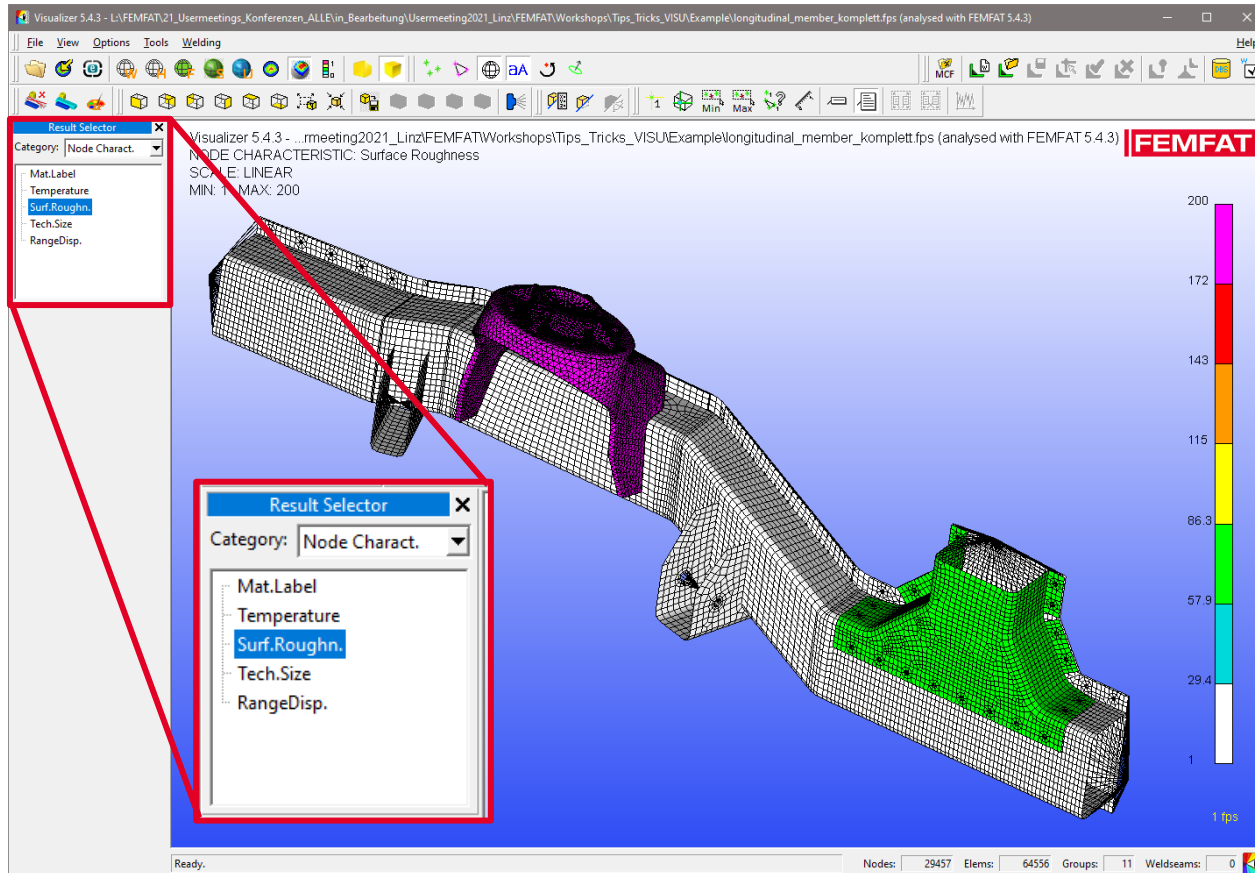 Visualizer 5.4.3 - L:\FEMFAT\21_Usermeetings_Konferenzen_ALLE\in_Bearbeitung\Usermeeting2021_Linz\FEMFAT\Workshops\Tips_Tricks_VISU\Example\longitudinal_member_komplett.fps (analysed with FEMFAT 5.4.3)
File View Options Tools Welding Help
aA MCF
Min Max
Result Selector
Category: Node Charact.
Mat.Label
Temperature
Surf.Roughn.
Tech.Size
RangeDisp.
Visualizer 5.4.3 - ...rmeeting2021_Linz\FEMFAT\Workshops\Tips_Tricks_VISU\Example\longitudinal_member_komplett.fps (analysed with FEMFAT 5.4.3)
FEMFAT
NODE CHARACTERISTIC: Surface Roughness
SCALE: LINEAR
MIN: 1 MAX: 200
200
172
143
115
86.3
57.9
29.4
1
1 fps
Result Selector
Category: Node Charact.
Mat.Label
Temperature
Surf.Roughn.
Tech.Size
RangeDisp.
Ready. Nodes: 29457 Elems: 64556 Groups: 11 Weldseams: 0